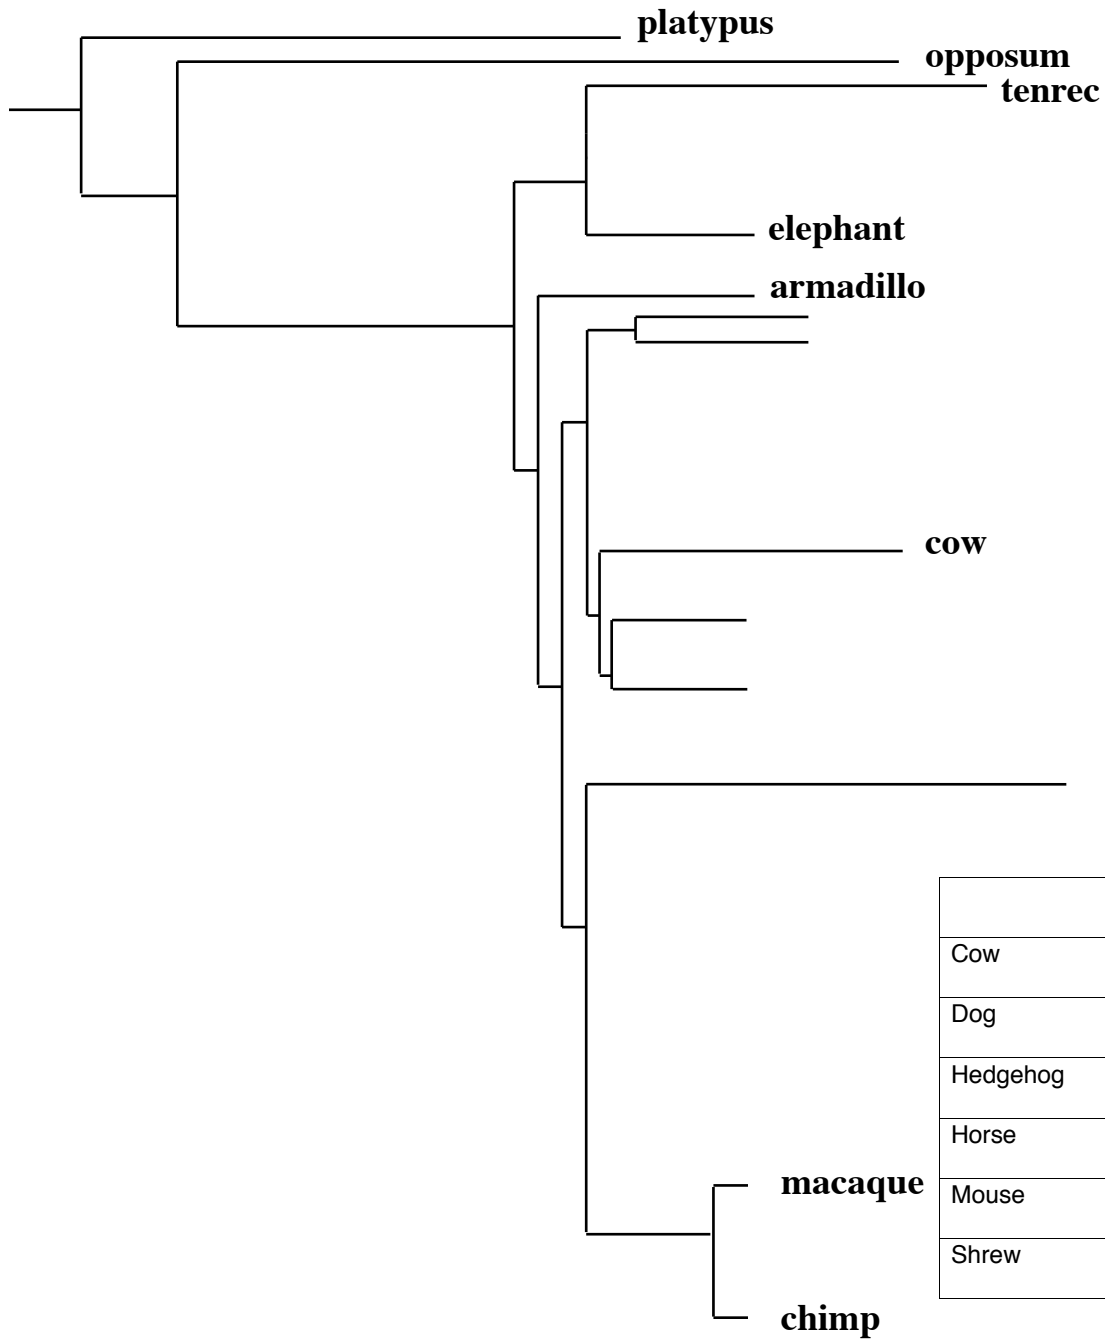 platypus
opposum
tenrec
elephant
armadillo
cow
macaque
chimp
Cow
Dog
Hedgehog
Horse
Mouse
Shrew